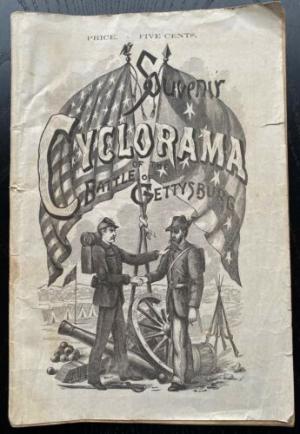 PRICE. FIVE CENTS.
Souvenir
CYCLORAMA
OF THE
BATTLE OF GETTYSBURG